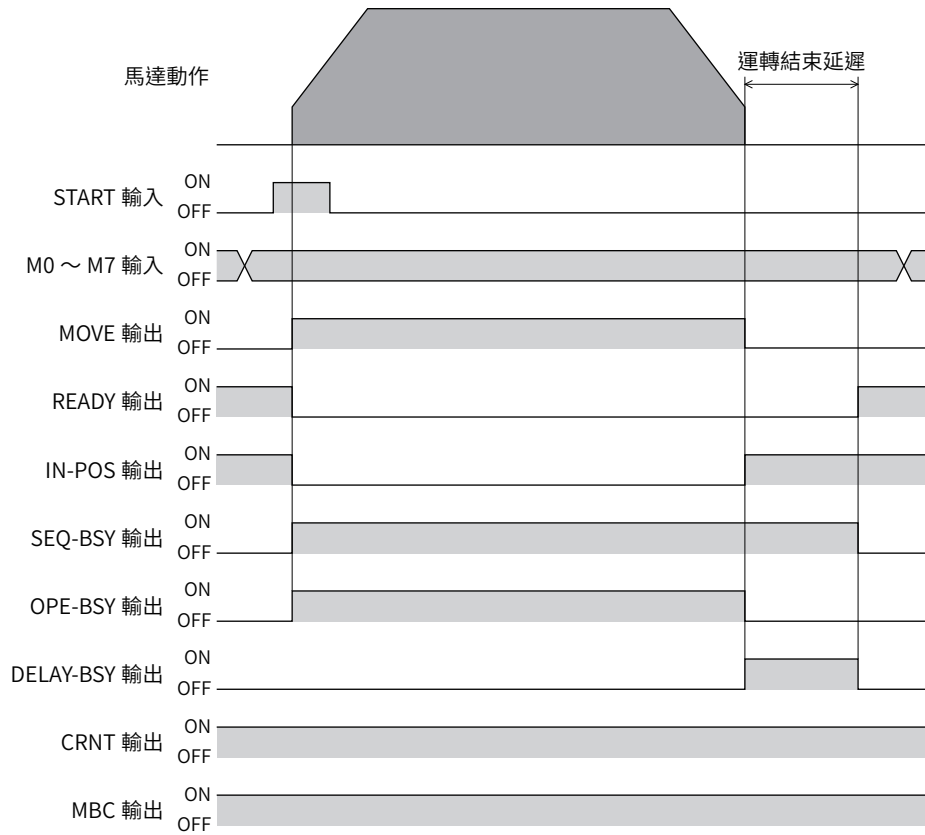 運轉結束延遲
馬達動作
START 輸入 ON OFF
M0 ～ M7 輸入 ON OFF
MOVE 輸出 ON OFF
READY 輸出 ON OFF
IN-POS 輸出 ON OFF
SEQ-BSY 輸出 ON OFF
OPE-BSY 輸出 ON OFF
DELAY-BSY 輸出 ON OFF
CRNT 輸出 ON OFF
MBC 輸出 ON OFF